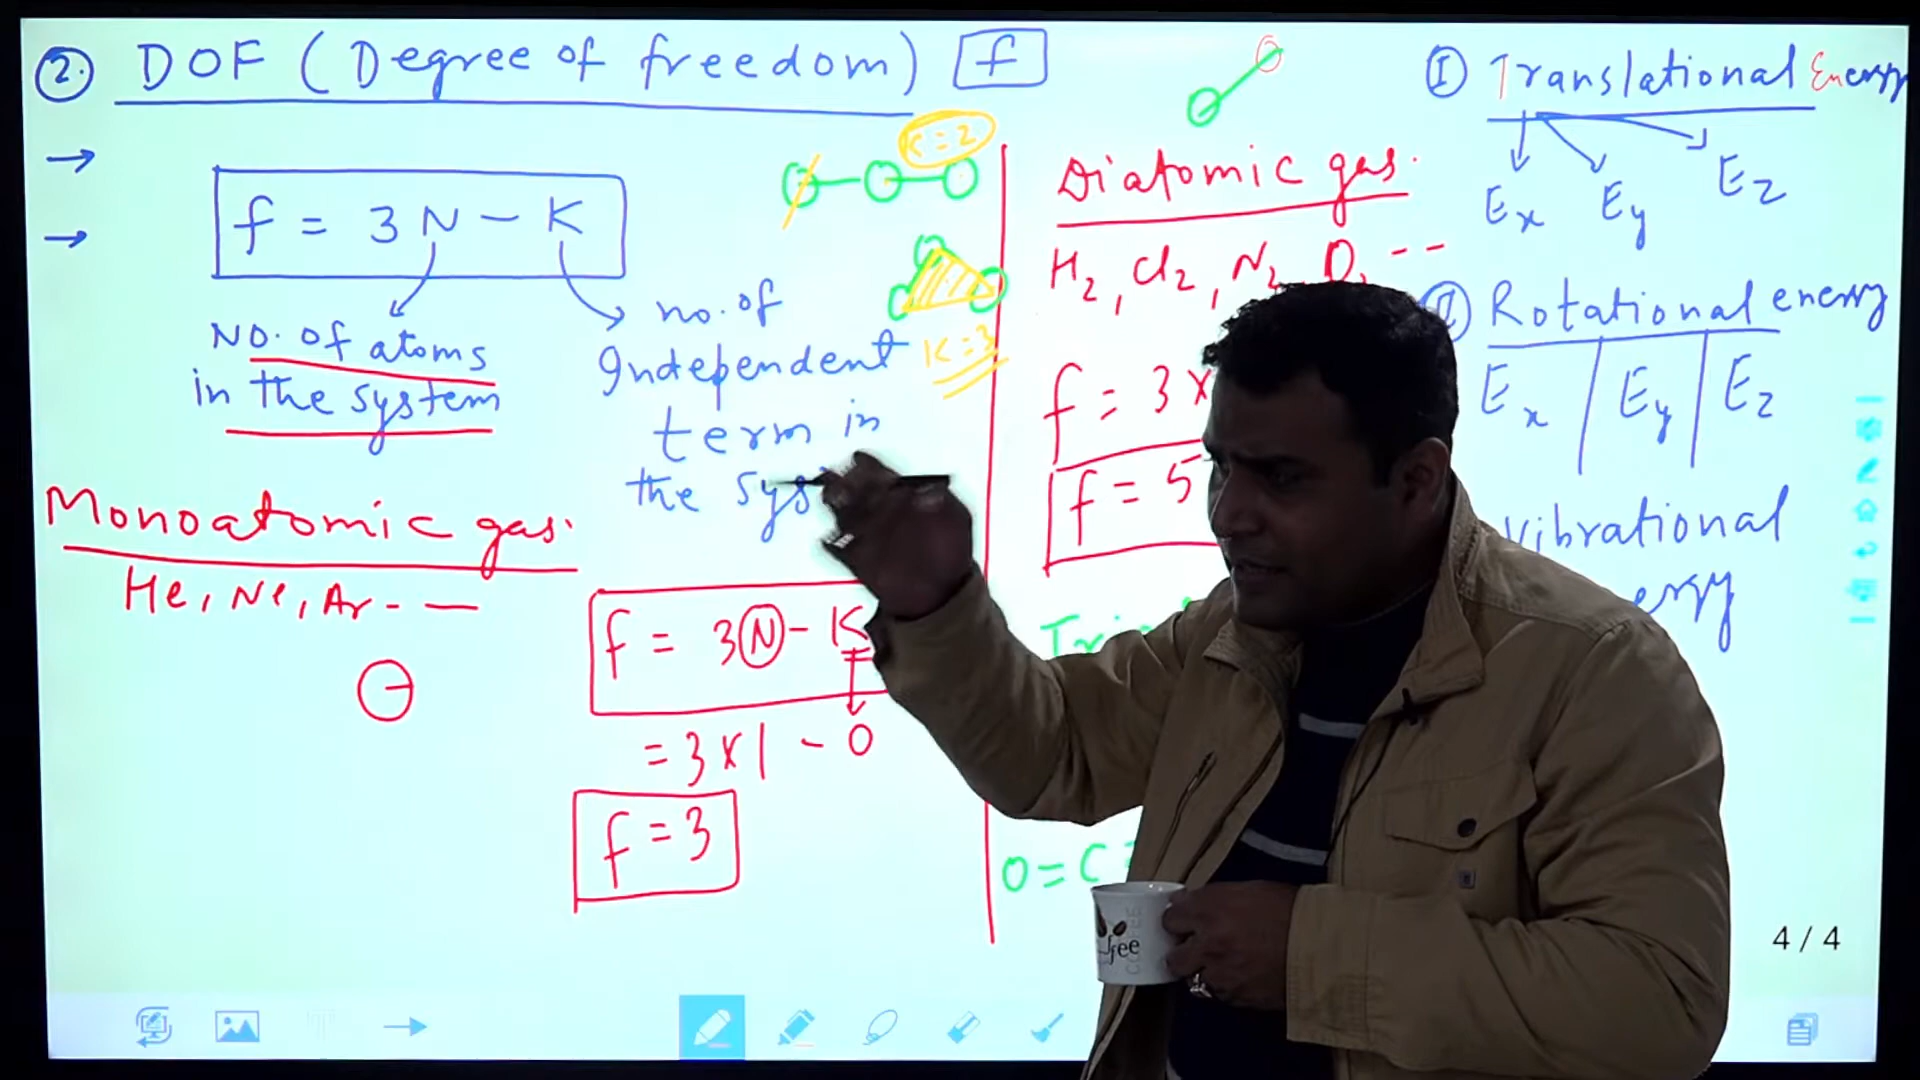 2. DOF (Degree of freedom) f
f = 3N - K
No. of atoms
in the system
no. of
Independent
term in
the
K = 2
K = 3
Monoatomic gas.
He, Ne, Ar - —
f = 3N - K
= 3 x 1 - 0
f = 3
Diatomic gas.
H2, Cl2, N2, O2 - - -
f = 3 x
f = 5
O = C =
I Translational Energy
Ex Ey Ez
Rotational energy
Ex | Ey | Ez
Vibrational
4 / 4